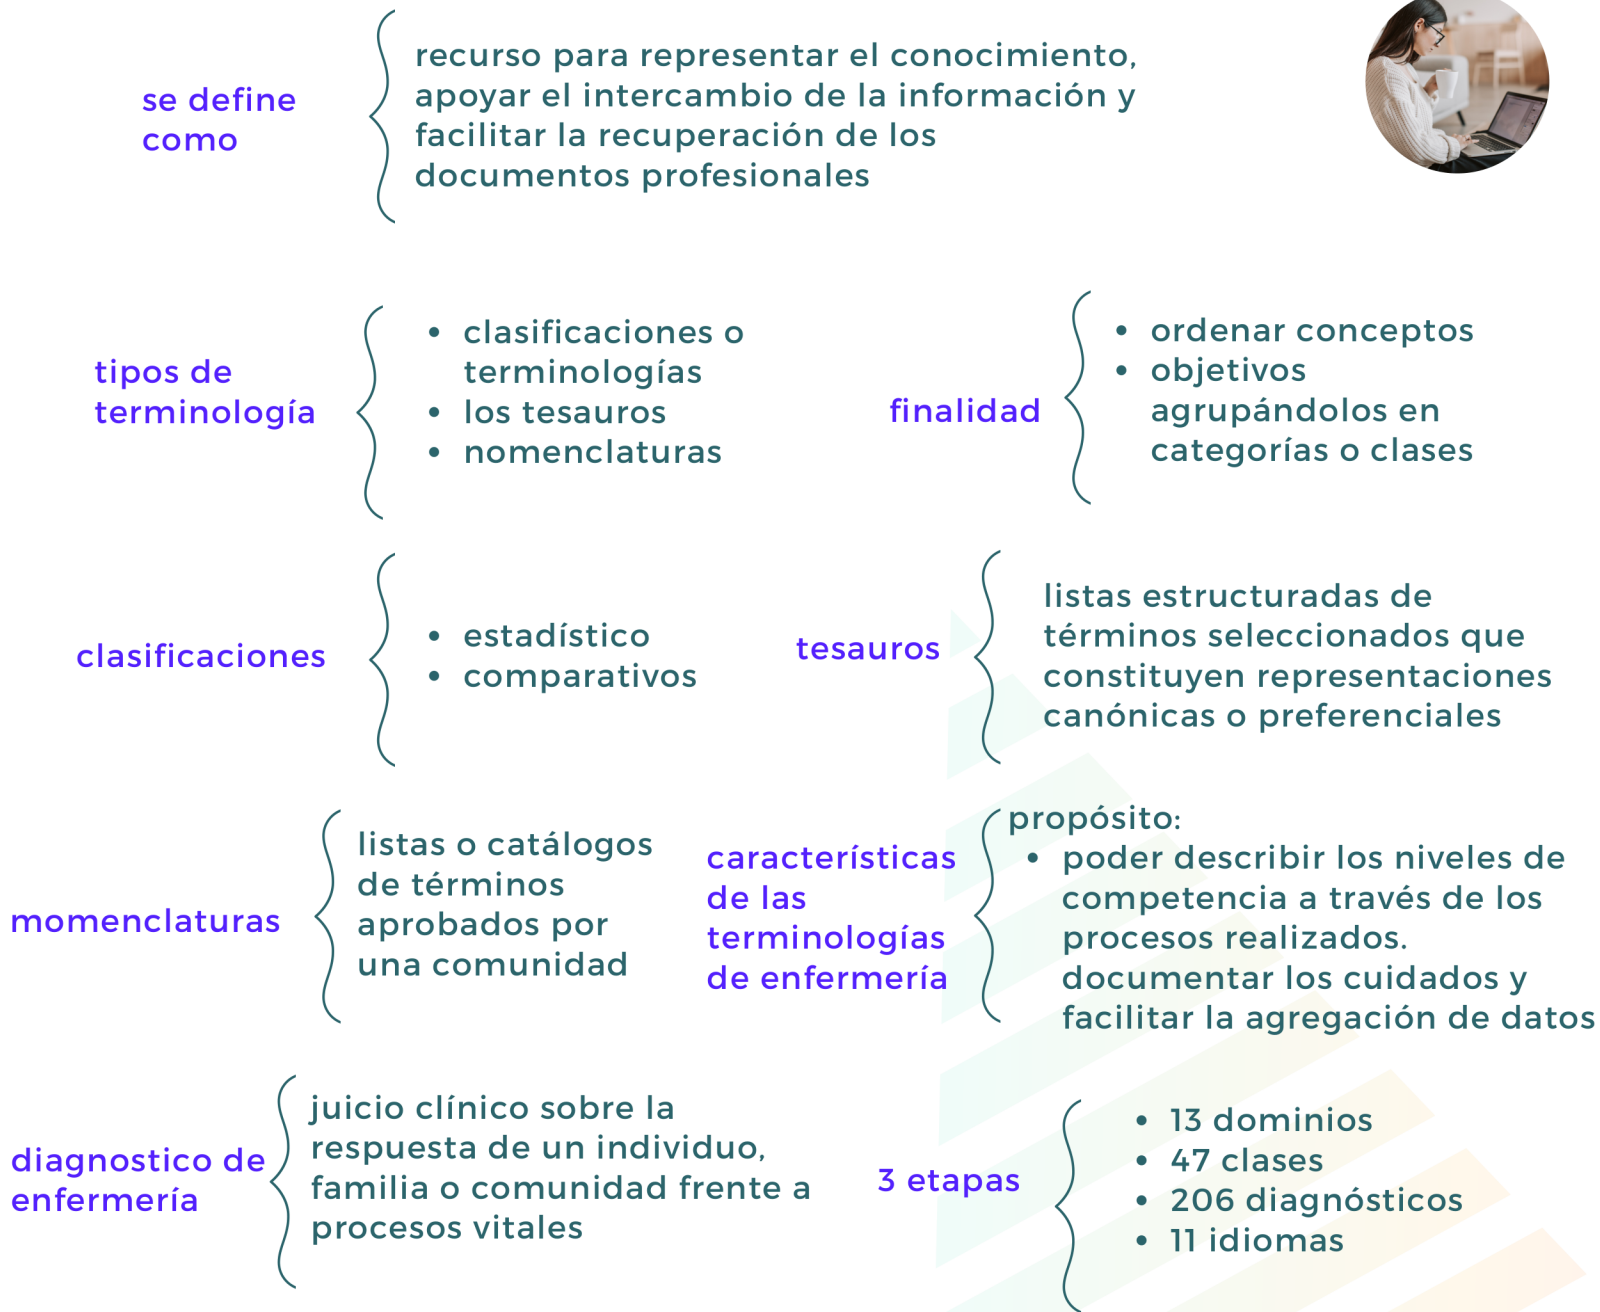 se define
como
recurso para representar el conocimiento,
apoyar el intercambio de la información y
facilitar la recuperación de los
documentos profesionales
tipos de
terminología
• clasificaciones o
terminologías
• los tesauros
• nomenclaturas
finalidad
• ordenar conceptos
• objetivos
agrupándolos en
categorías o clases
clasificaciones
• estadístico
• comparativos
tesauros
listas estructuradas de
términos seleccionados que
constituyen representaciones
canónicas o preferenciales
momenclaturas
listas o catálogos
de términos
aprobados por
una comunidad
características
de las
terminologías
de enfermería
propósito:
• poder describir los niveles de
competencia a través de los
procesos realizados.
documentar los cuidados y
facilitar la agregación de datos
diagnostico de
enfermería
juicio clínico sobre la
respuesta de un individuo,
familia o comunidad frente a
procesos vitales
3 etapas
• 13 dominios
• 47 clases
• 206 diagnósticos
• 11 idiomas